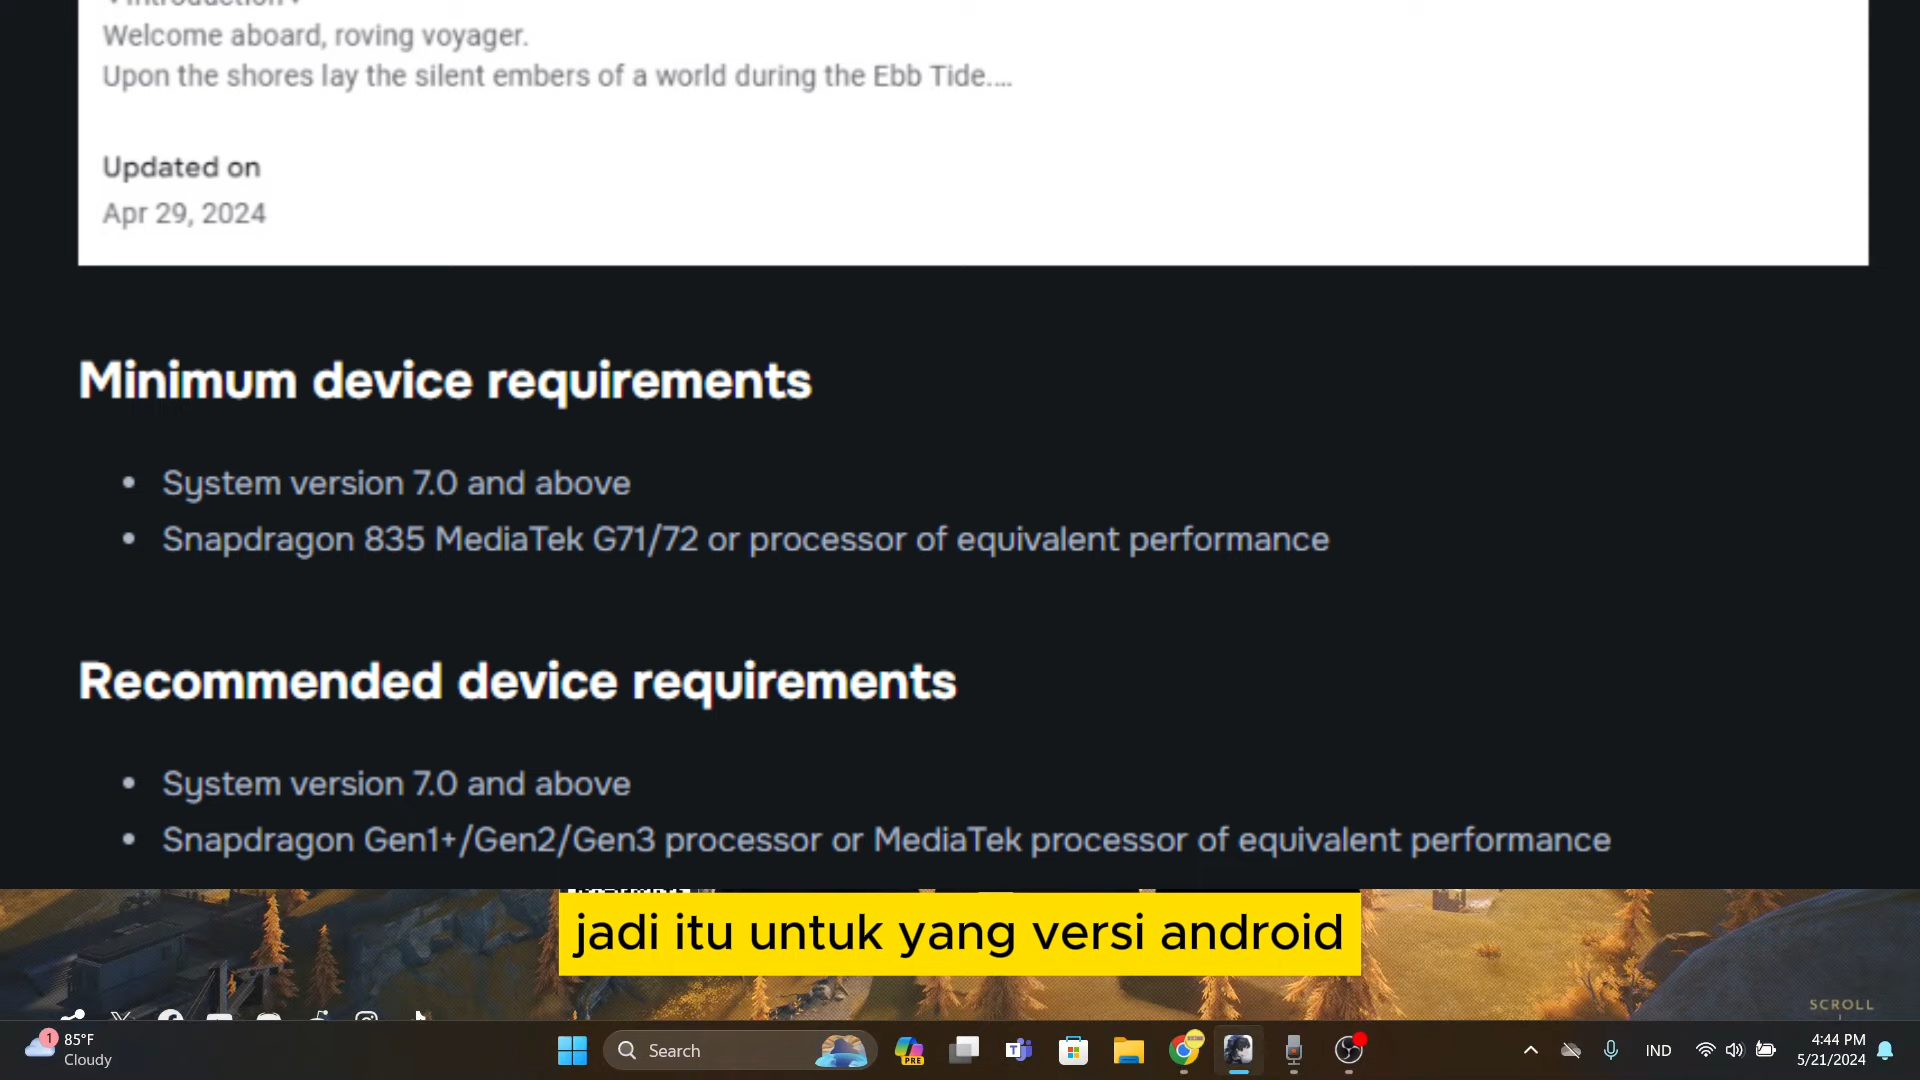 Introduction
Welcome aboard, roving voyager.
Upon the shores lay the silent embers of a world during the Ebb Tide....
Updated on
Apr 29, 2024
Minimum device requirements
• System version 7.0 and above
• Snapdragon 835 MediaTek G71/72 or processor of equivalent performance
Recommended device requirements
• System version 7.0 and above
• Snapdragon Gen1+/Gen2/Gen3 processor or MediaTek processor of equivalent performance
jadi itu untuk yang versi android
SCROLL
1
85°F
Cloudy
Search
PRE
IND
4:44 PM
5/21/2024